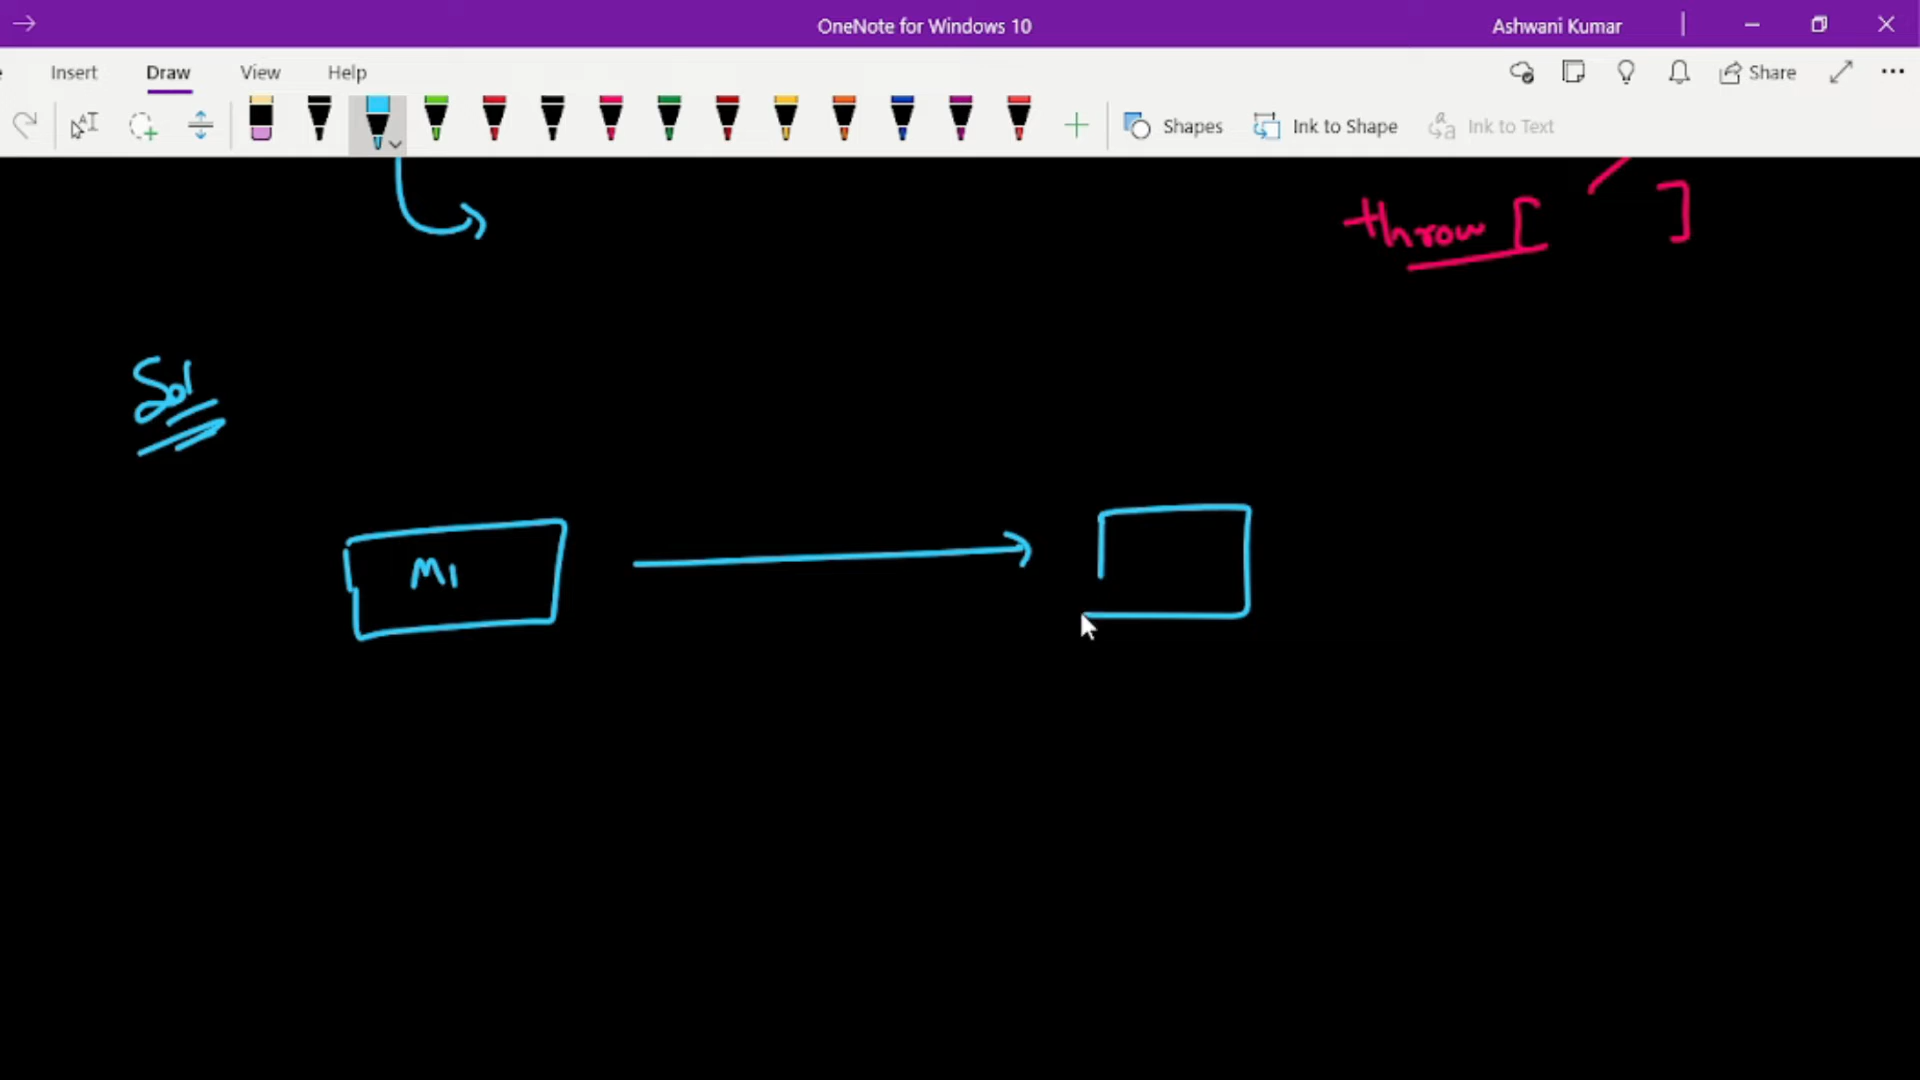 OneNote for Windows 10
Ashwani Kumar
Insert Draw View Help
Share
Shapes Ink to Shape Ink to Text
throw [ ]
Sol
M1